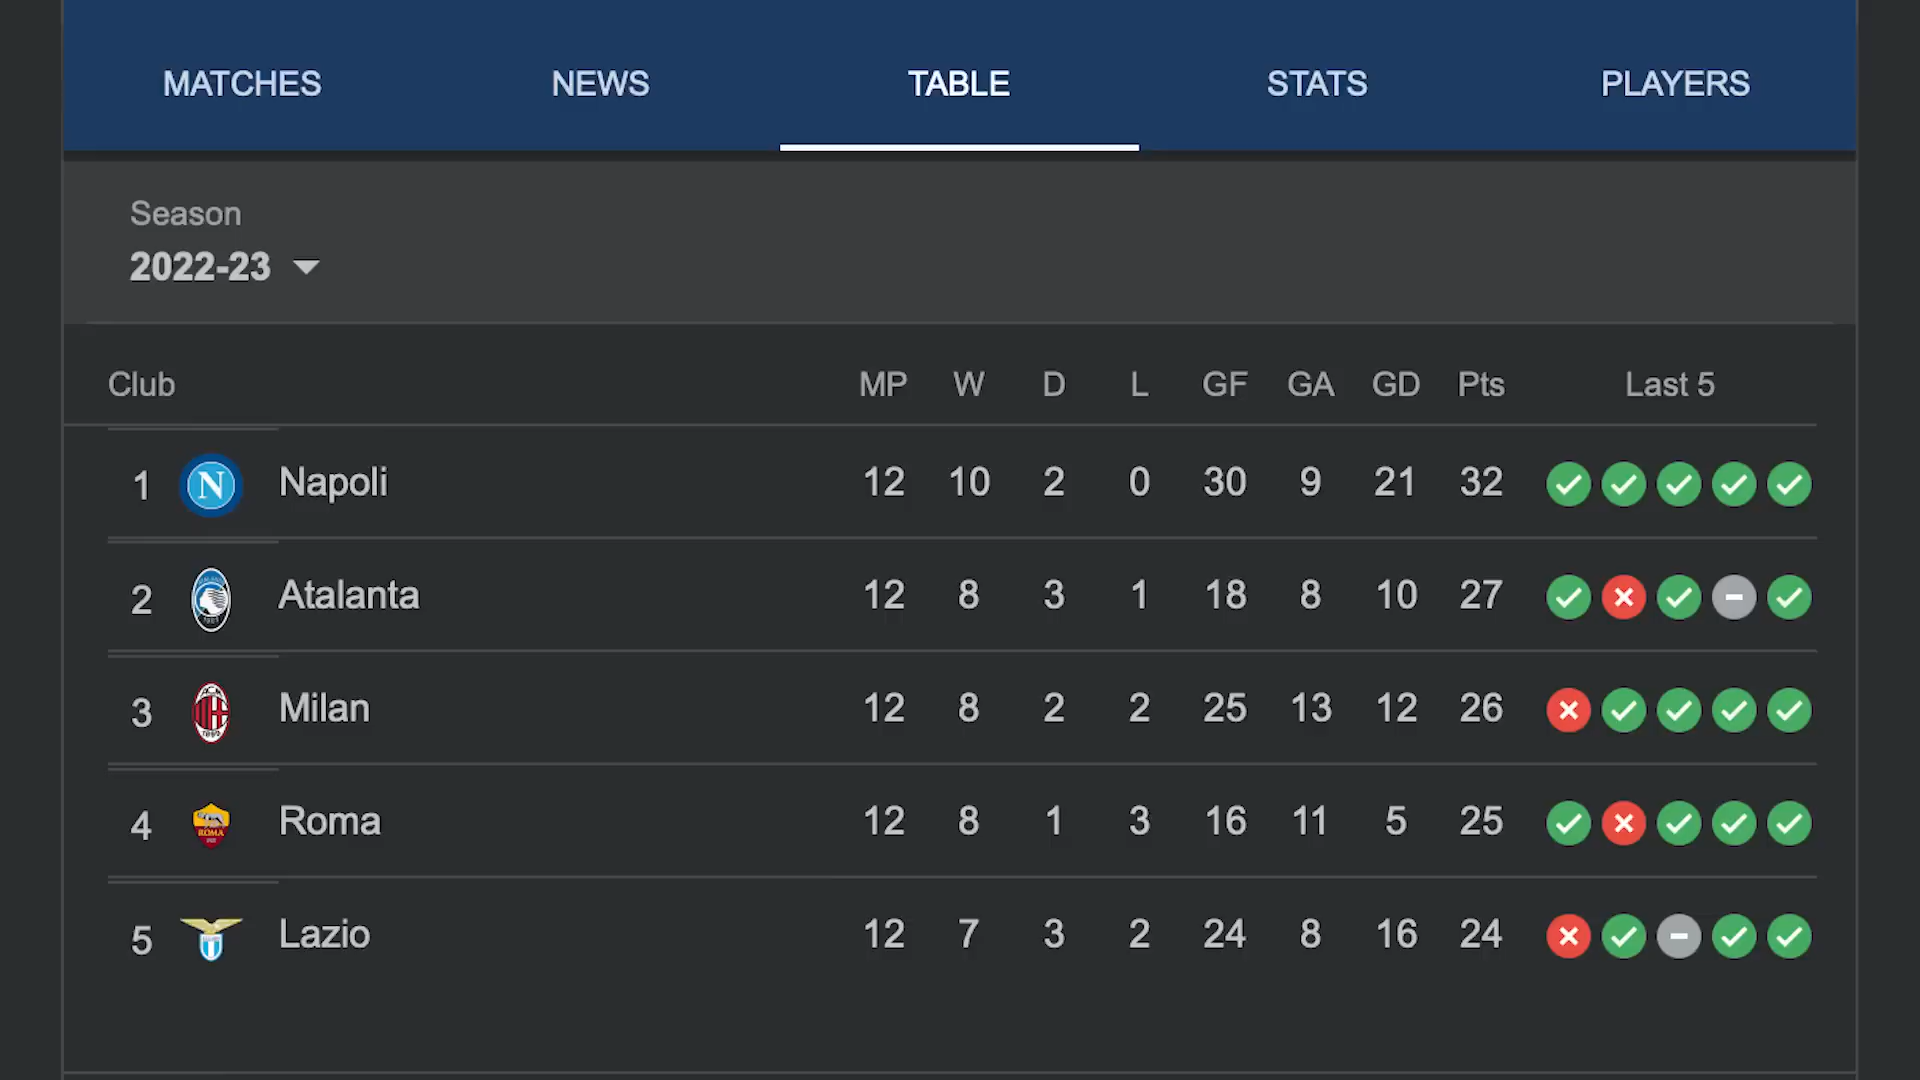 MATCHES NEWS TABLE STATS PLAYERS
Season
2022-23
Club MP W D L GF GA GD Pts Last 5
1 N Napoli 12 10 2 0 30 9 21 32
2 Atalanta 12 8 3 1 18 8 10 27
3 Milan 12 8 2 2 25 13 12 26
4 ROMA Roma 12 8 1 3 16 11 5 25
5 Lazio 12 7 3 2 24 8 16 24